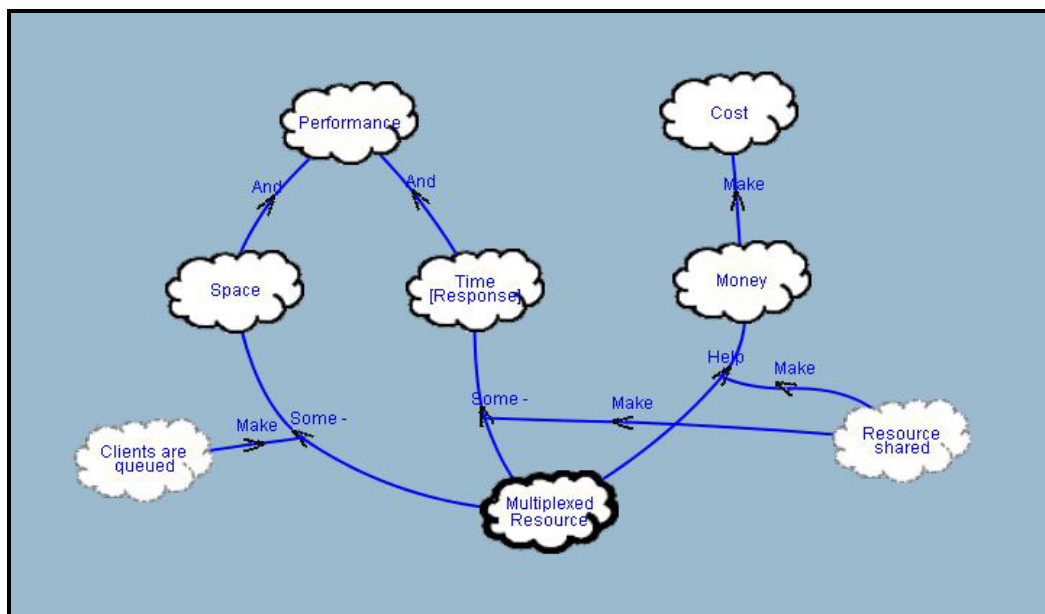 Performance
Cost
And
And
Make
Space
Time
[Response]
Money
Help
Make
Make
Some -
Some -
Make
Clients are
queued
Resource
shared
Multiplexed
Resource